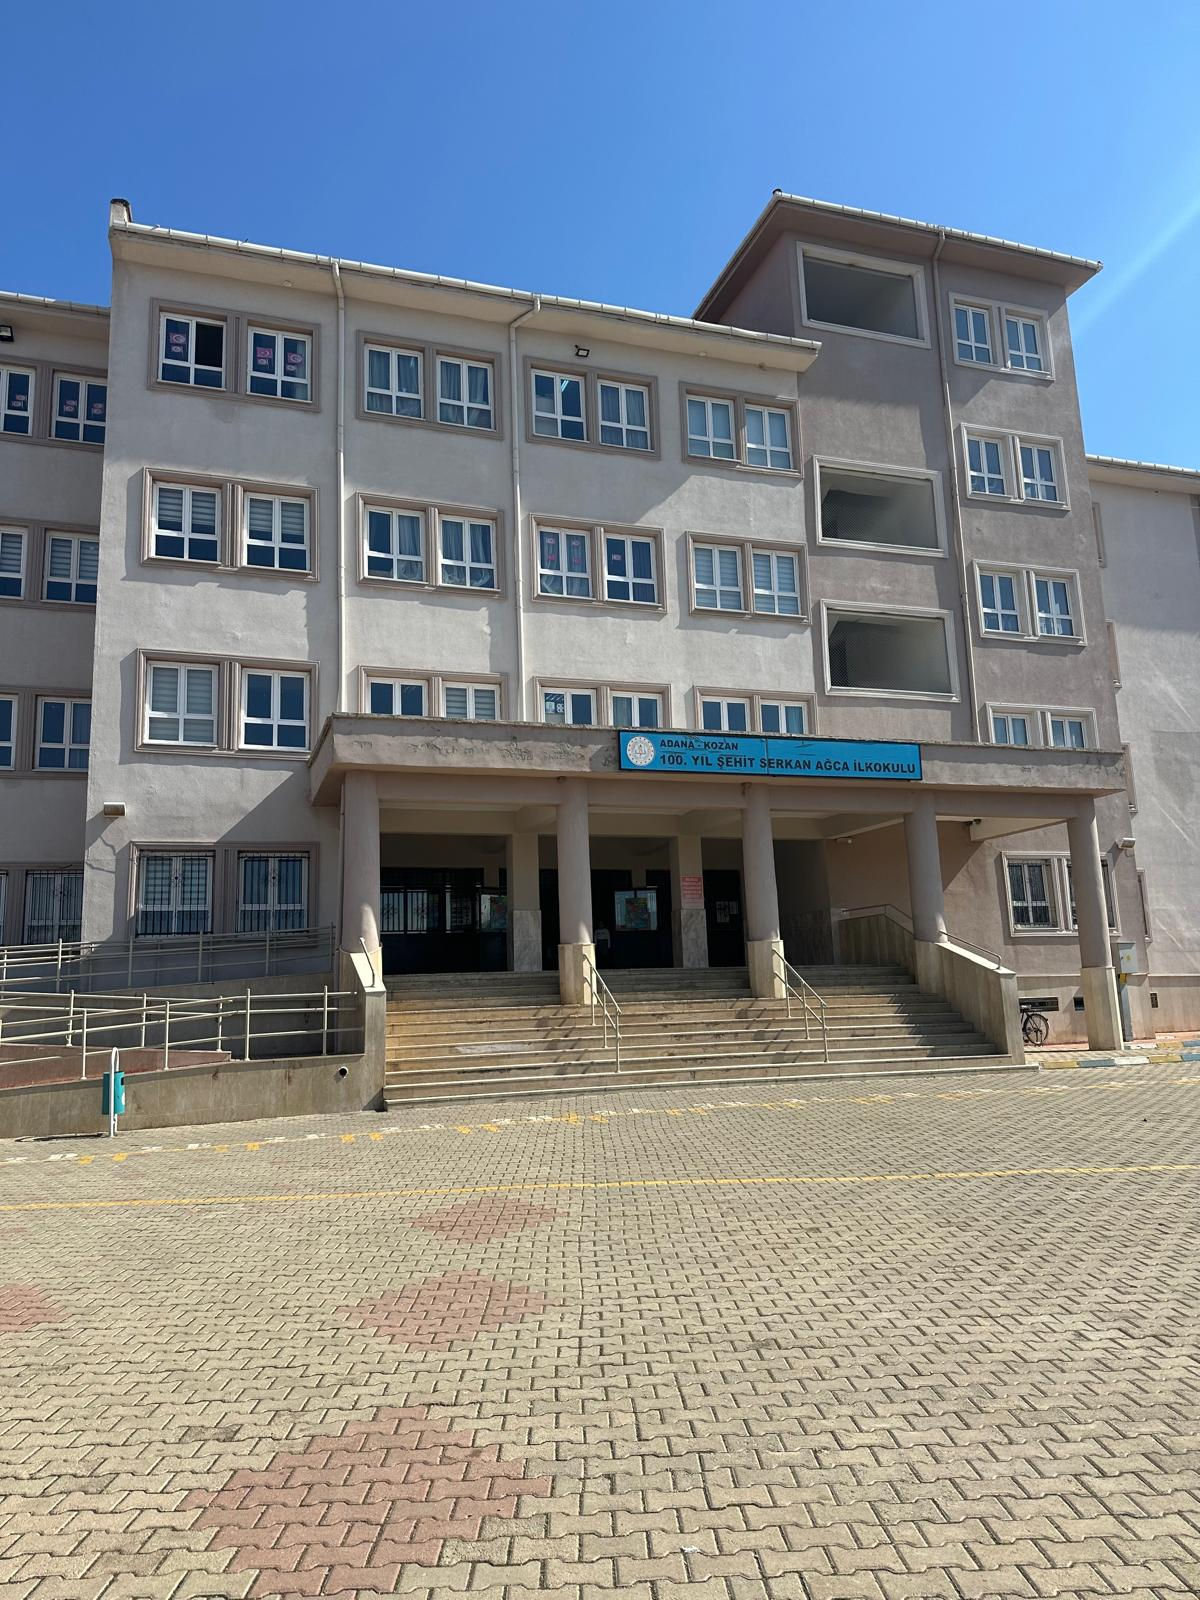 ADANA - KOZAN
100. YIL ŞEHİT SERKAN AĞCA İLKOKULU